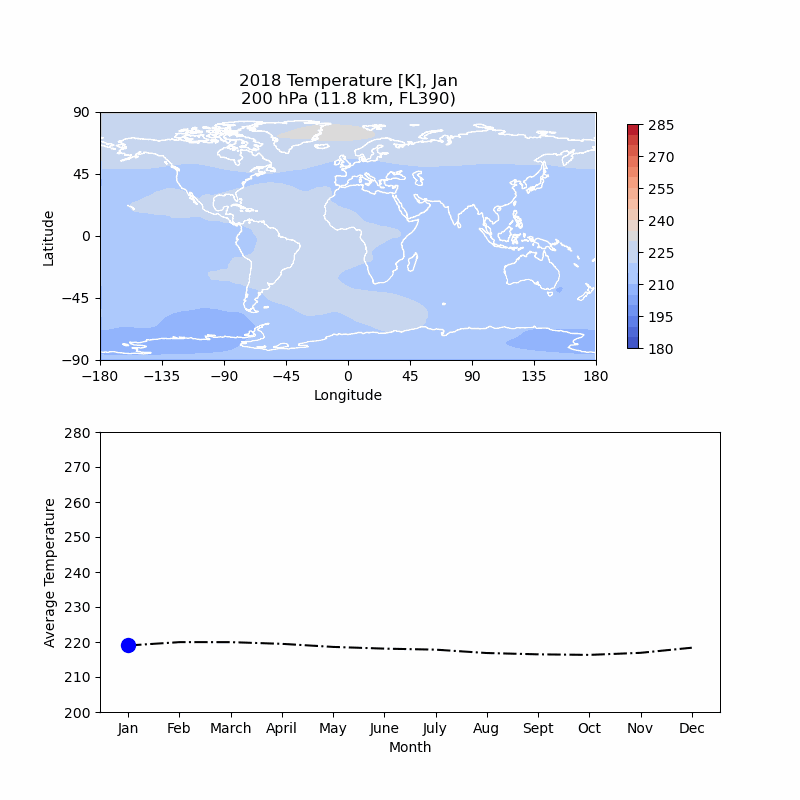 2018 Temperature [K], Jan
200 hPa (11.8 km, FL390)
90
45
0
−45
−90
Latitude
−180 −135 −90 −45 0 45 90 135 180
Longitude
285
270
255
240
225
210
195
180
280
270
260
250
240
230
220
210
200
Average Temperature
Jan Feb March April May June July Aug Sept Oct Nov Dec
Month